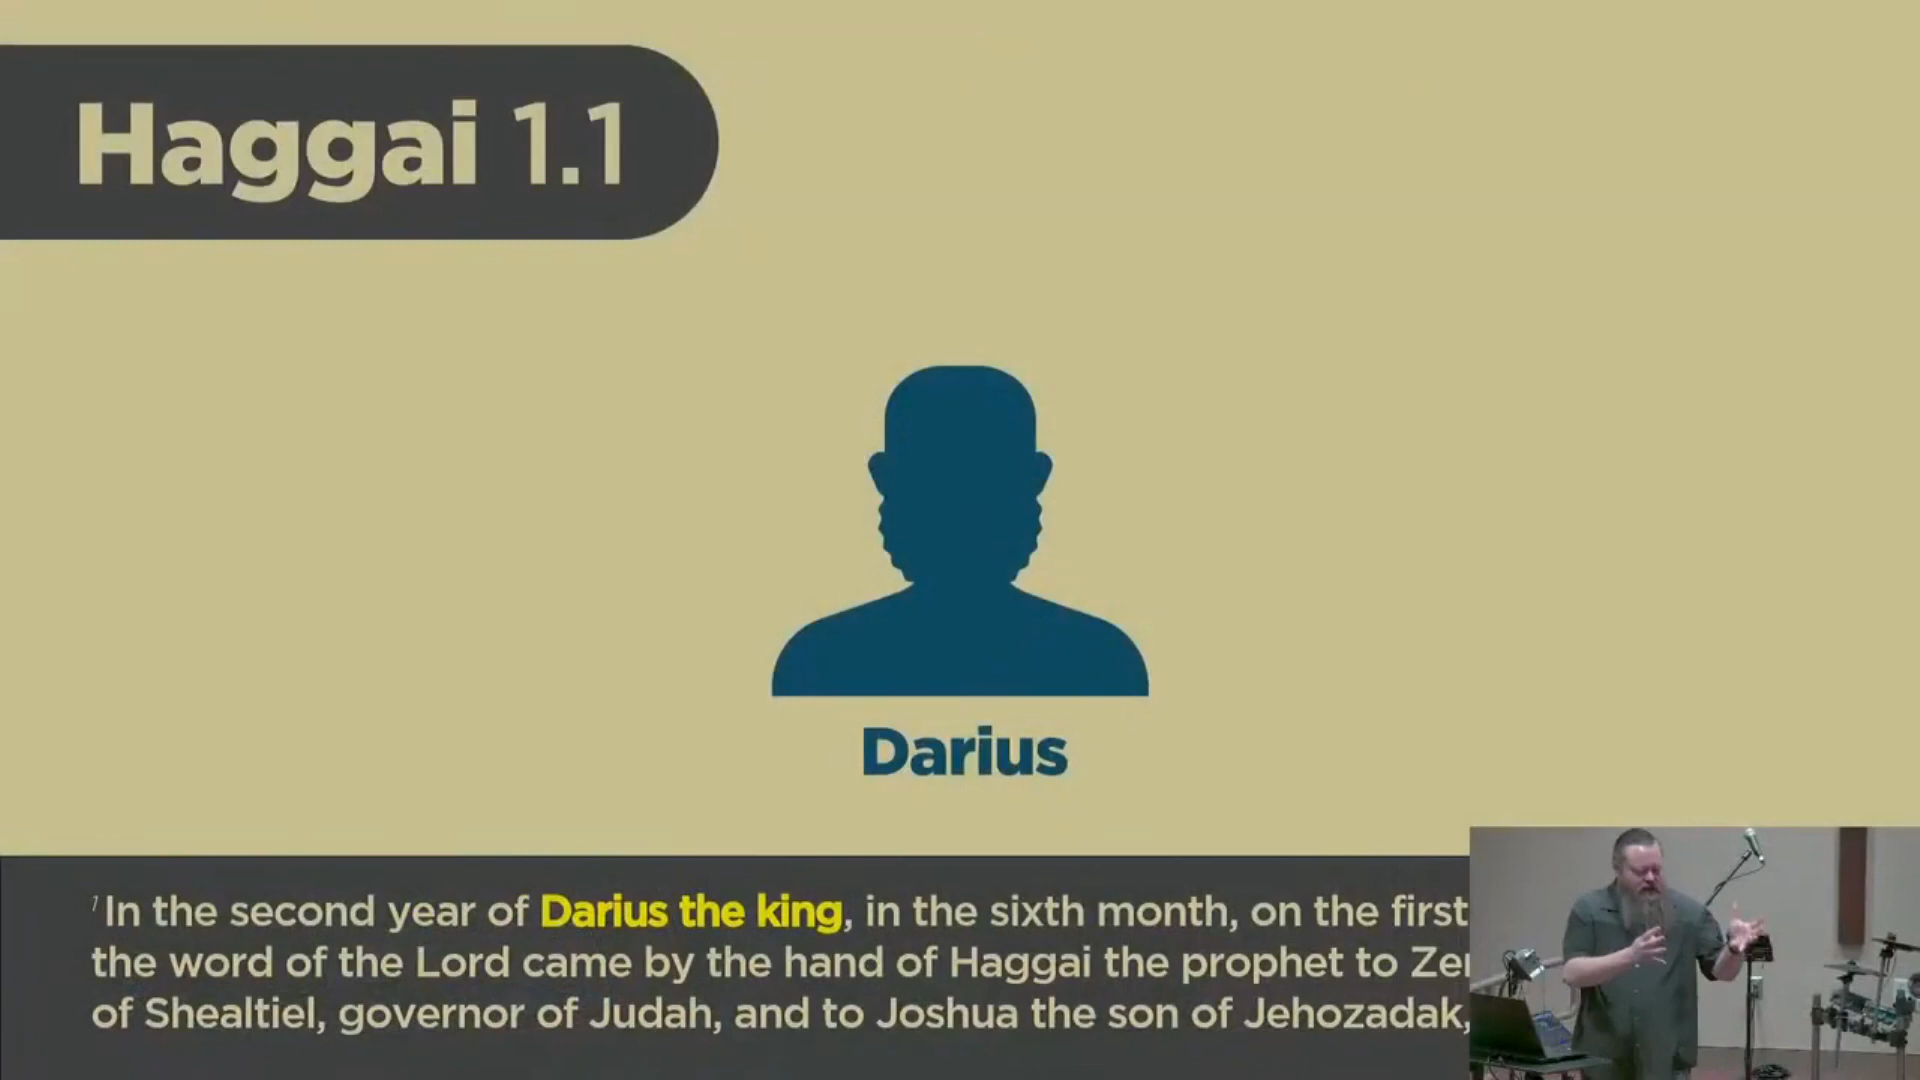 Haggai 1.1
Darius
1 In the second year of Darius the king, in the sixth month, on the first
the word of the Lord came by the hand of Haggai the prophet to
of Shealtiel, governor of Judah, and to Joshua the son of Jehozadak,